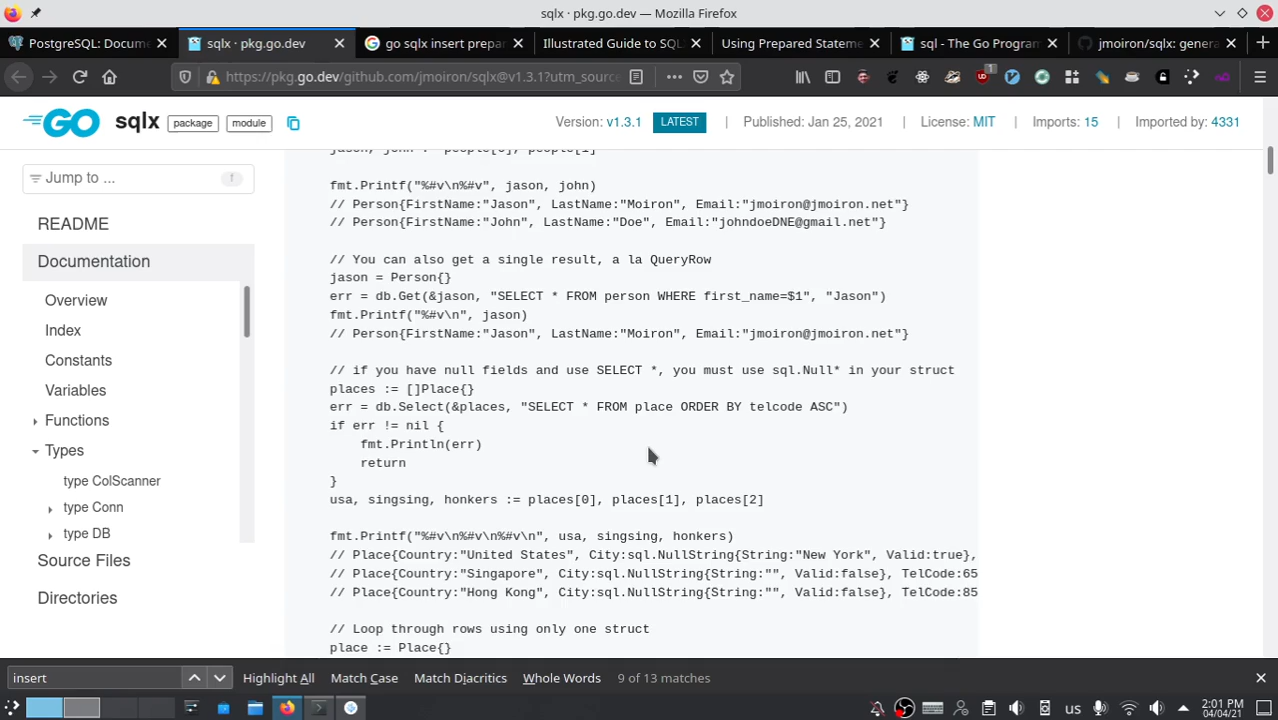 sqlx · pkg.go.dev — Mozilla Firefox
PostgreSQL: Docume
sqlx · pkg.go.dev
go sqlx insert prepar
Illustrated Guide to SQL
Using Prepared Stateme
sql - The Go Program
jmoiron/sqlx: genera
https://pkg.go.dev/github.com/jmoiron/sqlx@v1.3.1?utm_sourc
1
GO sqlx package module
Version: v1.3.1 LATEST | Published: Jan 25, 2021 | License: MIT | Imports: 15 | Imported by: 4331
Jump to ... f
README
Documentation
Overview
Index
Constants
Variables
Functions
Types
type ColScanner
type Conn
type DB
Source Files
Directories
jason, john := people[0], people[1]
fmt.Printf("%#v\n%#v", jason, john)
// Person{FirstName:"Jason", LastName:"Moiron", Email:"jmoiron@jmoiron.net"}
// Person{FirstName:"John", LastName:"Doe", Email:"johndoeDNE@gmail.net"}
// You can also get a single result, a la QueryRow
jason = Person{}
err = db.Get(&jason, "SELECT * FROM person WHERE first_name=$1", "Jason")
fmt.Printf("%#v\n", jason)
// Person{FirstName:"Jason", LastName:"Moiron", Email:"jmoiron@jmoiron.net"}
// if you have null fields and use SELECT *, you must use sql.Null* in your struct
places := []Place{}
err = db.Select(&places, "SELECT * FROM place ORDER BY telcode ASC")
if err != nil {
fmt.Println(err)
return
}
usa, singsing, honkers := places[0], places[1], places[2]
fmt.Printf("%#v\n%#v\n%#v\n", usa, singsing, honkers)
// Place{Country:"United States", City:sql.NullString{String:"New York", Valid:true},
// Place{Country:"Singapore", City:sql.NullString{String:"", Valid:false}, TelCode:65
// Place{Country:"Hong Kong", City:sql.NullString{String:"", Valid:false}, TelCode:85
// Loop through rows using only one struct
place := Place{}
insert
Highlight All Match Case Match Diacritics Whole Words 9 of 13 matches
us
2:01 PM
04/04/21